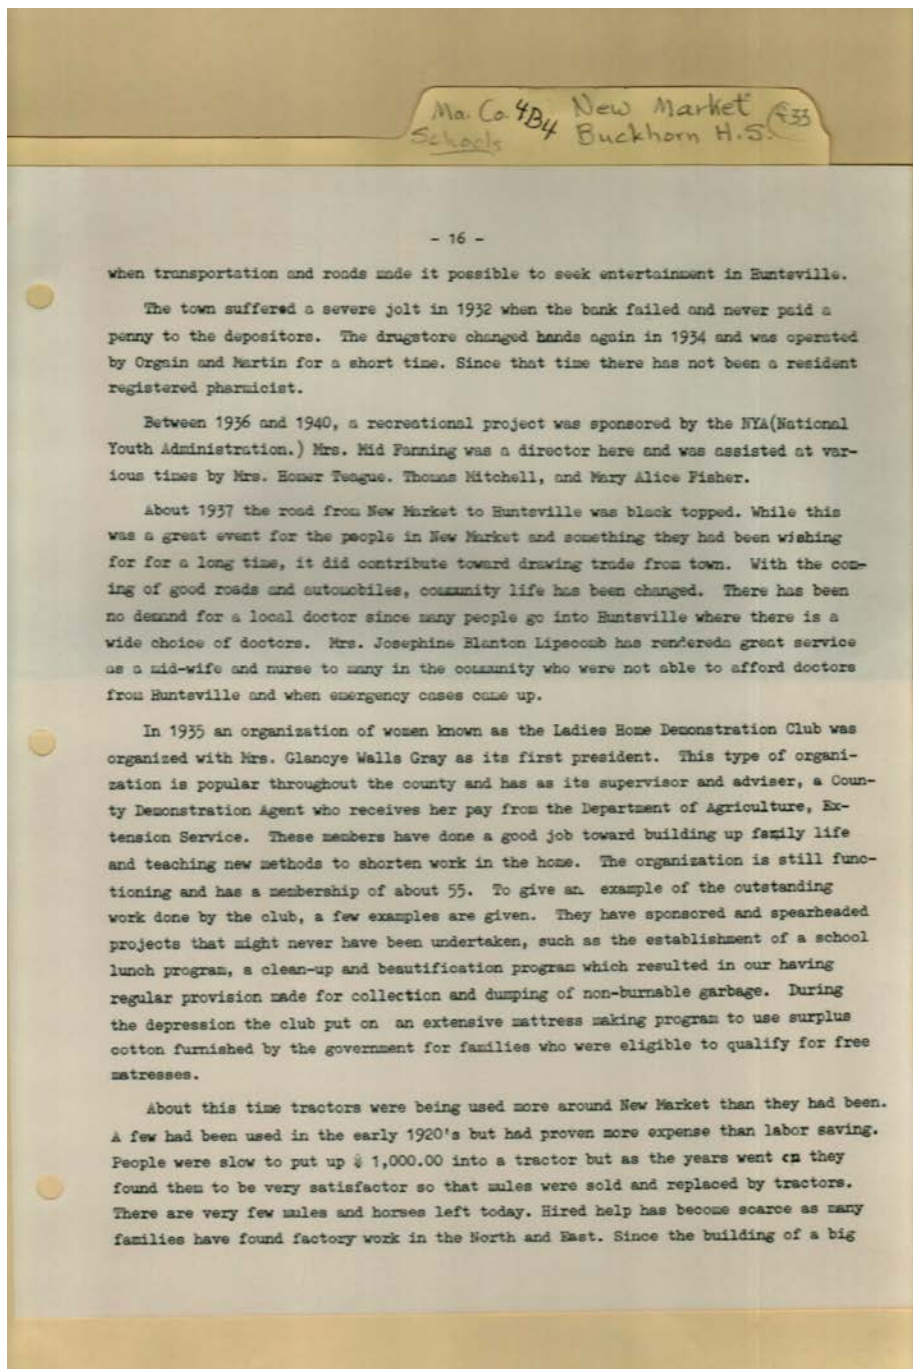 Ma. Co. 4B4 New Market F33
Schools Buckhorn H.S.
- 16 -
when transportation and roads made it possible to seek entertainment in Huntsville.
The town suffered a severe jolt in 1932 when the bank failed and never paid a
penny to the depositors. The drugstore changed hands again in 1934 and was operated
by Orgain and Martin for a short time. Since that time there has not been a resident
registered pharmicist.
Between 1936 and 1940, a recreational project was sponsored by the NYA(National
Youth Administration.) Mrs. Mid Fanning was a director here and was assisted at var-
ious times by Mrs. Homer Teague. Thomas Mitchell, and Mary Alice Fisher.
About 1937 the road from New Market to Huntsville was black topped. While this
was a great event for the people in New Market and something they had been wishing
for for a long time, it did contribute toward drawing trade from town. With the com-
ing of good roads and automobiles, community life has been changed. There has been
no demand for a local doctor since many people go into Huntsville where there is a
wide choice of doctors. Mrs. Josephine Blanton Lipscomb has rendereda great service
as a mid-wife and nurse to many in the community who were not able to afford doctors
from Huntsville and when emergency cases came up.
In 1935 an organization of women known as the Ladies Home Demonstration Club was
organized with Mrs. Glancye Walls Gray as its first president. This type of organi-
zation is popular throughout the county and has as its supervisor and adviser, a Coun-
ty Demonstration Agent who receives her pay from the Department of Agriculture, Ex-
tension Service. These members have done a good job toward building up family life
and teaching new methods to shorten work in the home. The organization is still func-
tioning and has a membership of about 55. To give an example of the outstanding
work done by the club, a few examples are given. They have sponsored and spearheaded
projects that might never have been undertaken, such as the establishment of a school
lunch program, a clean-up and beautification program which resulted in our having
regular provision made for collection and dumping of non-burnable garbage. During
the depression the club put on an extensive mattress making program to use surplus
cotton furnished by the government for families who were eligible to qualify for free
matresses.
About this time tractors were being used more around New Market than they had been.
A few had been used in the early 1920's but had proven more expense than labor saving.
People were slow to put up $ 1,000.00 into a tractor but as the years went on they
found them to be very satisfactor so that mules were sold and replaced by tractors.
There are very few mules and horses left today. Hired help has become scarce as many
families have found factory work in the North and East. Since the building of a big